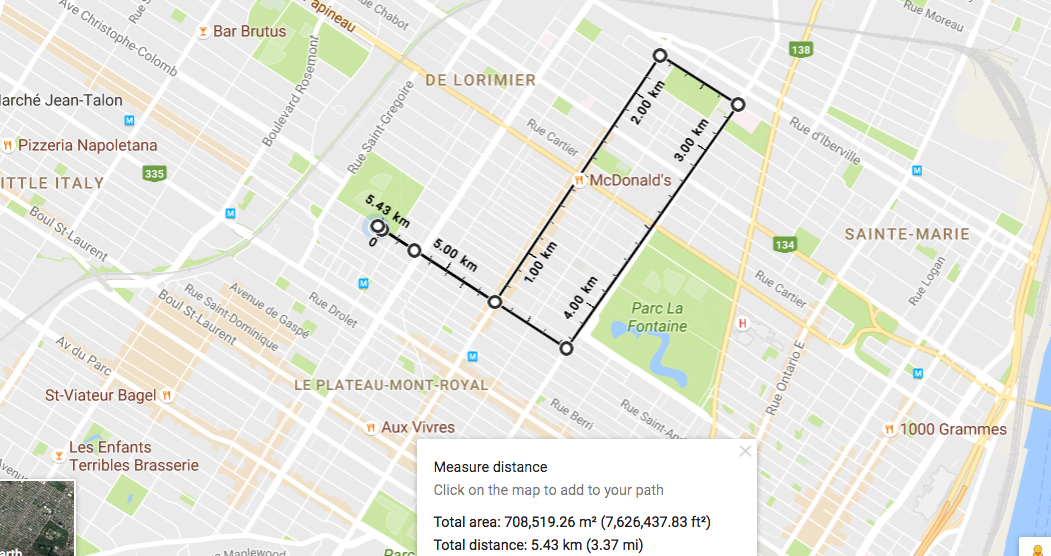 Papineau
Rue Chabot
Rue Moreau
Ave Christophe-Colomb
Bar Brutus
138
DE LORIMIER
Boulevard Rosemont
Rue Saint-Gregoire
2.00 km
larché Jean-Talon
M
Rue Cartier
3.00 km
Rue d'Iberville
Pizzeria Napoletana
335
McDonald's
M
ITTLE ITALY
M
5.43 km
0
5.00 km
1.00 km
4.00 km
134
SAINTE-MARIE
Boul St-Laurent
M
Rue Saint-Dominique
Avenue de Gaspé
Boul St-Laurent
Rue Drolet
Rue Cartier
Rue Logan
Parc La
Fontaine
H
Av du Parc
M
M
Rue Ontario E
LE PLATEAU-MONT-ROYAL
St-Viateur Bagel
Rue Berri
Aux Vivres
1000 Grammes
Les Enfants
Terribles Brasserie
Measure distance
Click on the map to add to your path
Total area: 708,519.26 m² (7,626,437.83 ft²)
Total distance: 5.43 km (3.37 mi)
arth
Maplewood
Parc